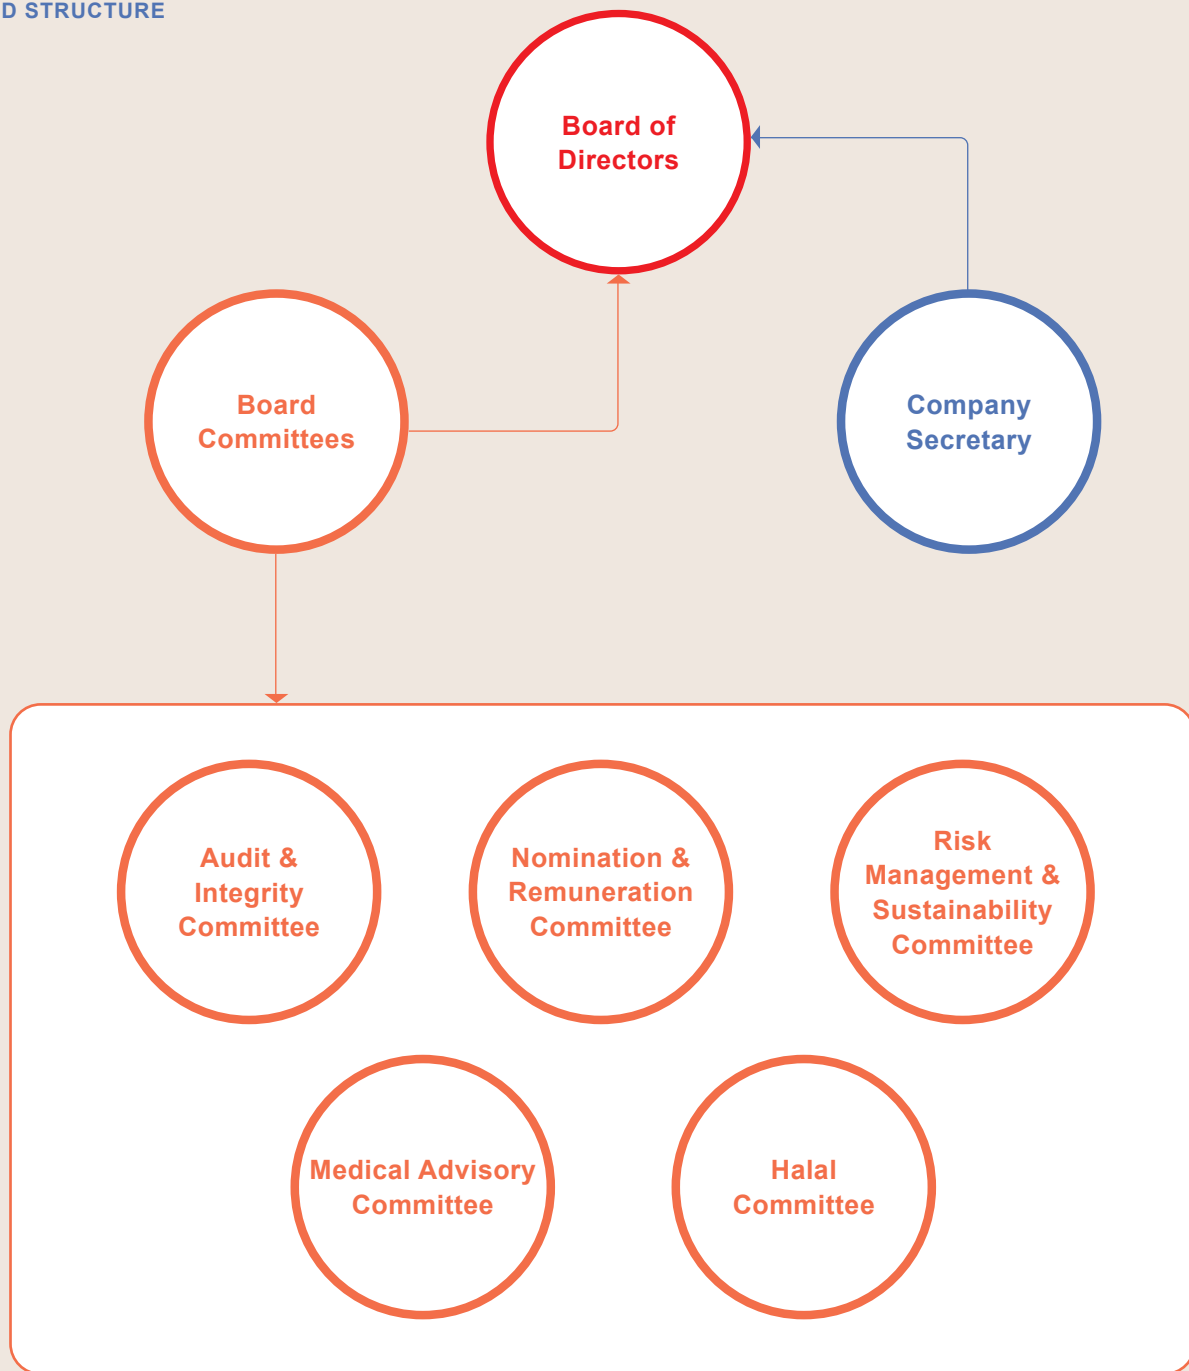 D STRUCTURE
Board of
Directors
Board
Committees
Company
Secretary
Audit &
Integrity
Committee
Nomination &
Remuneration
Committee
Risk
Management &
Sustainability
Committee
Medical Advisory
Committee
Halal
Committee